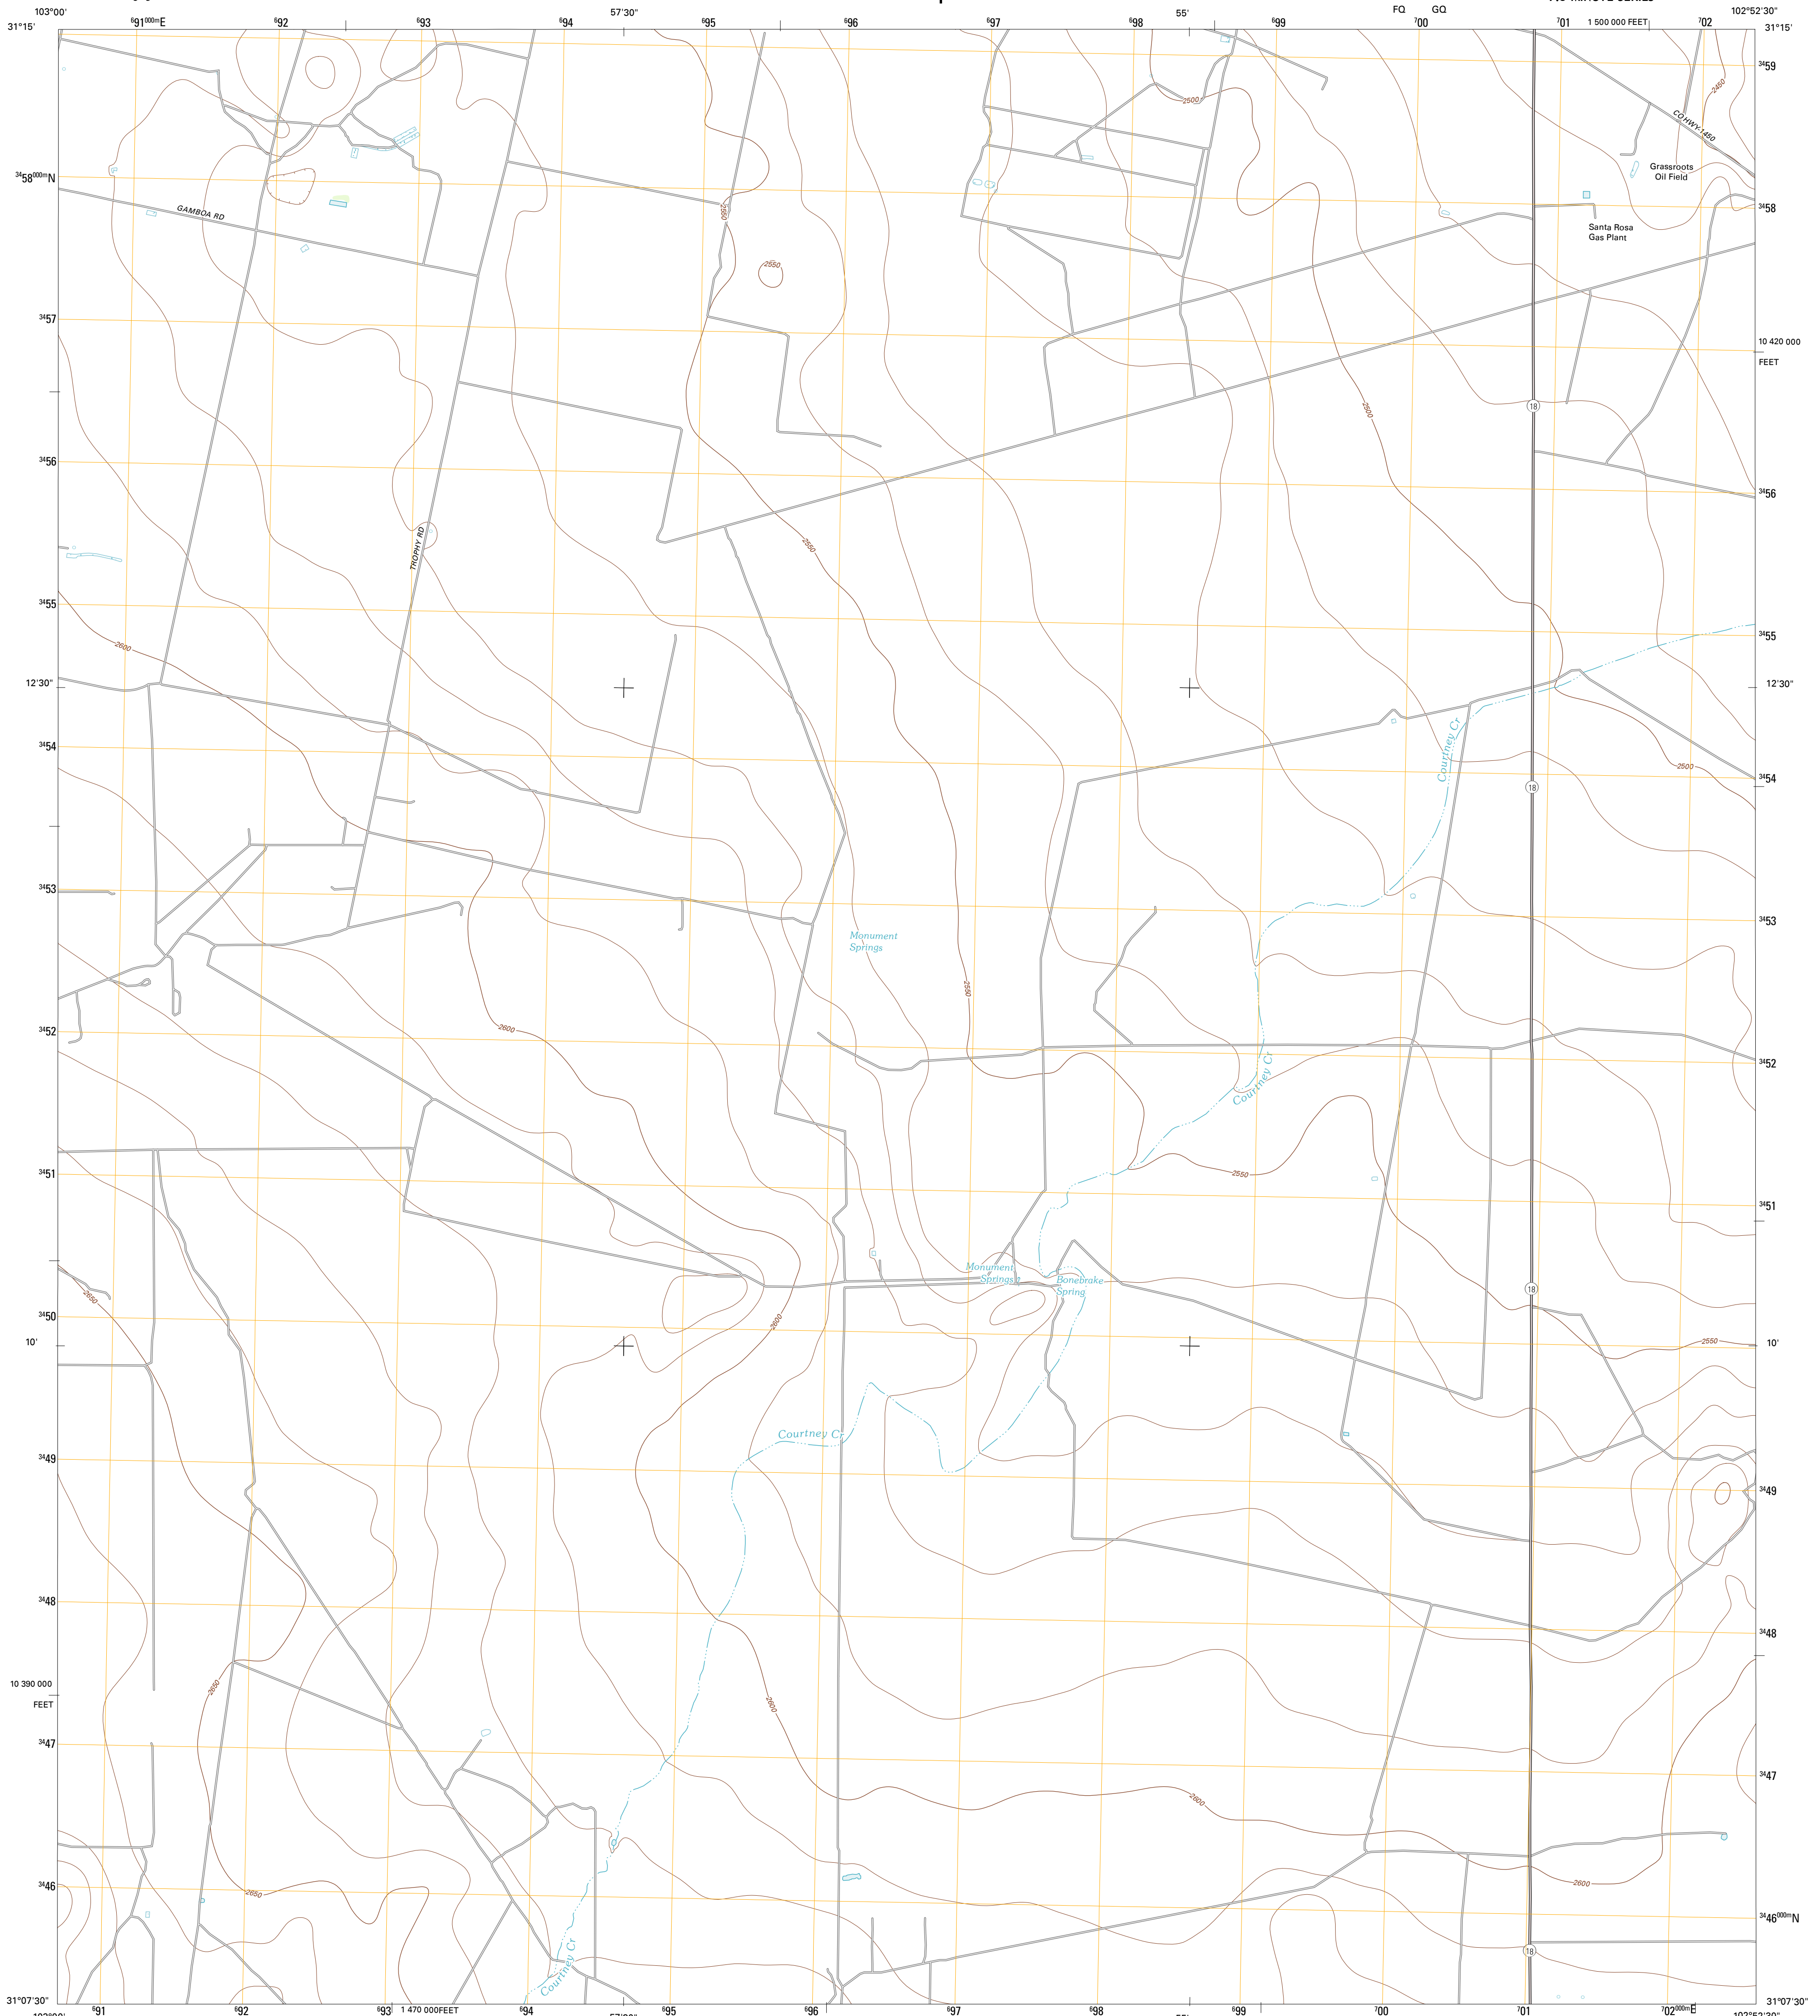 103°00'
⁶91⁰⁰⁰ᵐE
⁶92
⁶93
⁶94
57'30"
⁶95
⁶96
⁶97
⁶98
55'
⁶99
FQ
GQ
⁷00
⁷01
1 500 000 FEET
⁷02
102°52'30"
31°15'
31°15'
³⁴59
2450
2500
CO HWY 1450
Grassroots
Oil Field
³⁴58⁰⁰⁰ᵐN
³⁴58
GAMBOA RD
2550
Santa Rosa
Gas Plant
2550
³⁴57
10 420 000
FEET
2500
18
³⁴56
³⁴56
THOPHY RD
2550
³⁴55
³⁴55
2600
12'30"
12'30"
Courtney Cr
³⁴54
2500
³⁴54
18
³⁴53
³⁴53
Monument
Springs
2550
2600
³⁴52
³⁴52
Courtney Cr
³⁴51
2550
³⁴51
Monument
Springs
Bonebrake
Spring
18
2650
2600
³⁴50
10'
2550
10'
Courtney Cr
³⁴49
³⁴49
³⁴48
³⁴48
10 390 000
FEET
2650
2600
³⁴47
³⁴47
2600
³⁴46
2650
2600
³⁴46⁰⁰⁰ᵐN
18
Courtney Cr
31°07'30"
31°07'30"
⁶91
⁶92
⁶93
1 470 000FEET
⁶94
⁶95
⁶96
⁶97
⁶98
⁶99
⁷00
⁷01
⁷02⁰⁰⁰ᵐE